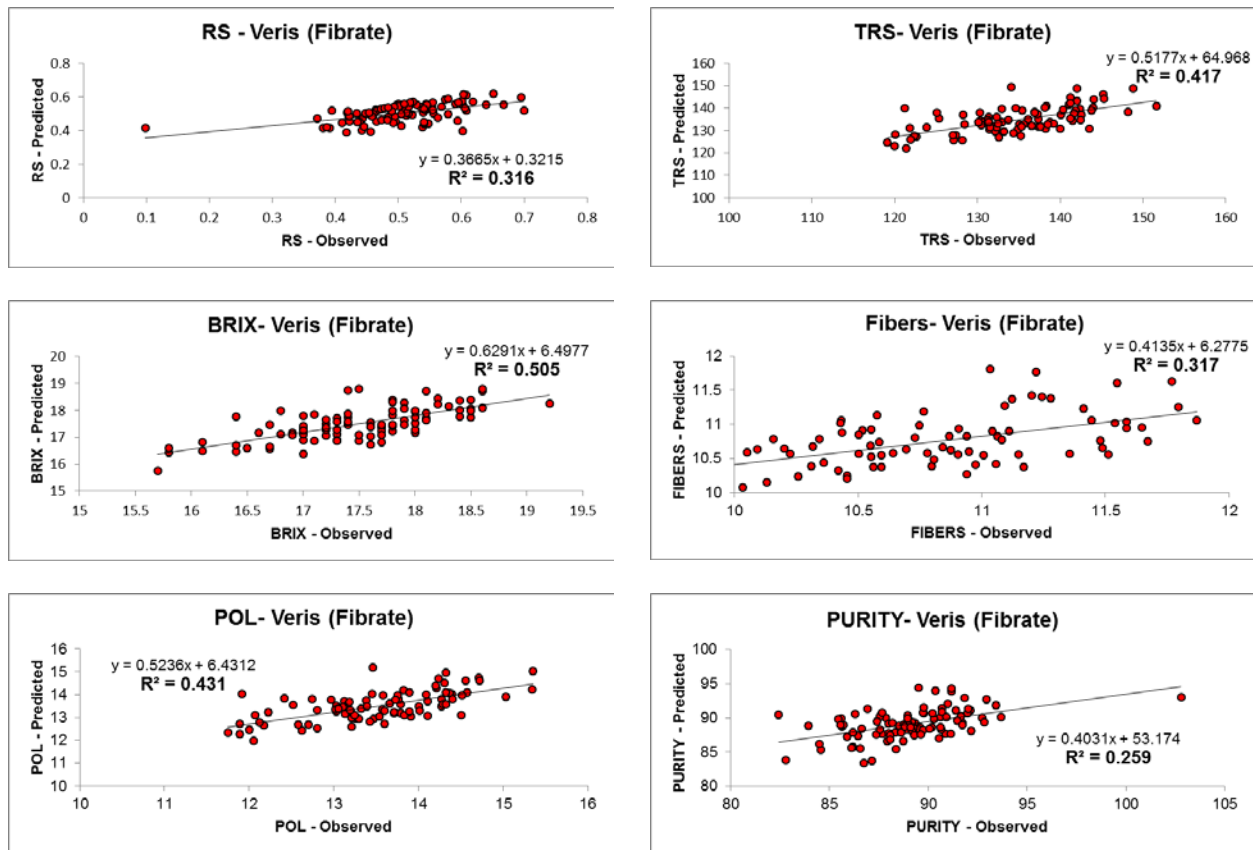 RS - Veris (Fibrate)
0.8
0.6
0.4
0.2
0
RS - Predicted
y = 0.3665x + 0.3215
R² = 0.316
0 0.1 0.2 0.3 0.4 0.5 0.6 0.7 0.8
RS - Observed
TRS- Veris (Fibrate)
y = 0.5177x + 64.968
R² = 0.417
160
150
140
130
120
110
100
TRS - Predicted
100 110 120 130 140 150 160
TRS - Observed
BRIX- Veris (Fibrate)
y = 0.6291x + 6.4977
R² = 0.505
20
19
18
17
16
15
BRIX - Predicted
15 15.5 16 16.5 17 17.5 18 18.5 19 19.5
BRIX - Observed
Fibers- Veris (Fibrate)
y = 0.4135x + 6.2775
R² = 0.317
12
11.5
11
10.5
10
FIBERS - Predicted
10 10.5 11 11.5 12
FIBERS - Observed
POL- Veris (Fibrate)
y = 0.5236x + 6.4312
R² = 0.431
16
15
14
13
12
11
10
POL - Predicted
10 11 12 13 14 15 16
POL - Observed
PURITY- Veris (Fibrate)
100
95
90
85
80
PURITY - Predicted
y = 0.4031x + 53.174
R² = 0.259
80 85 90 95 100 105
PURITY - Observed